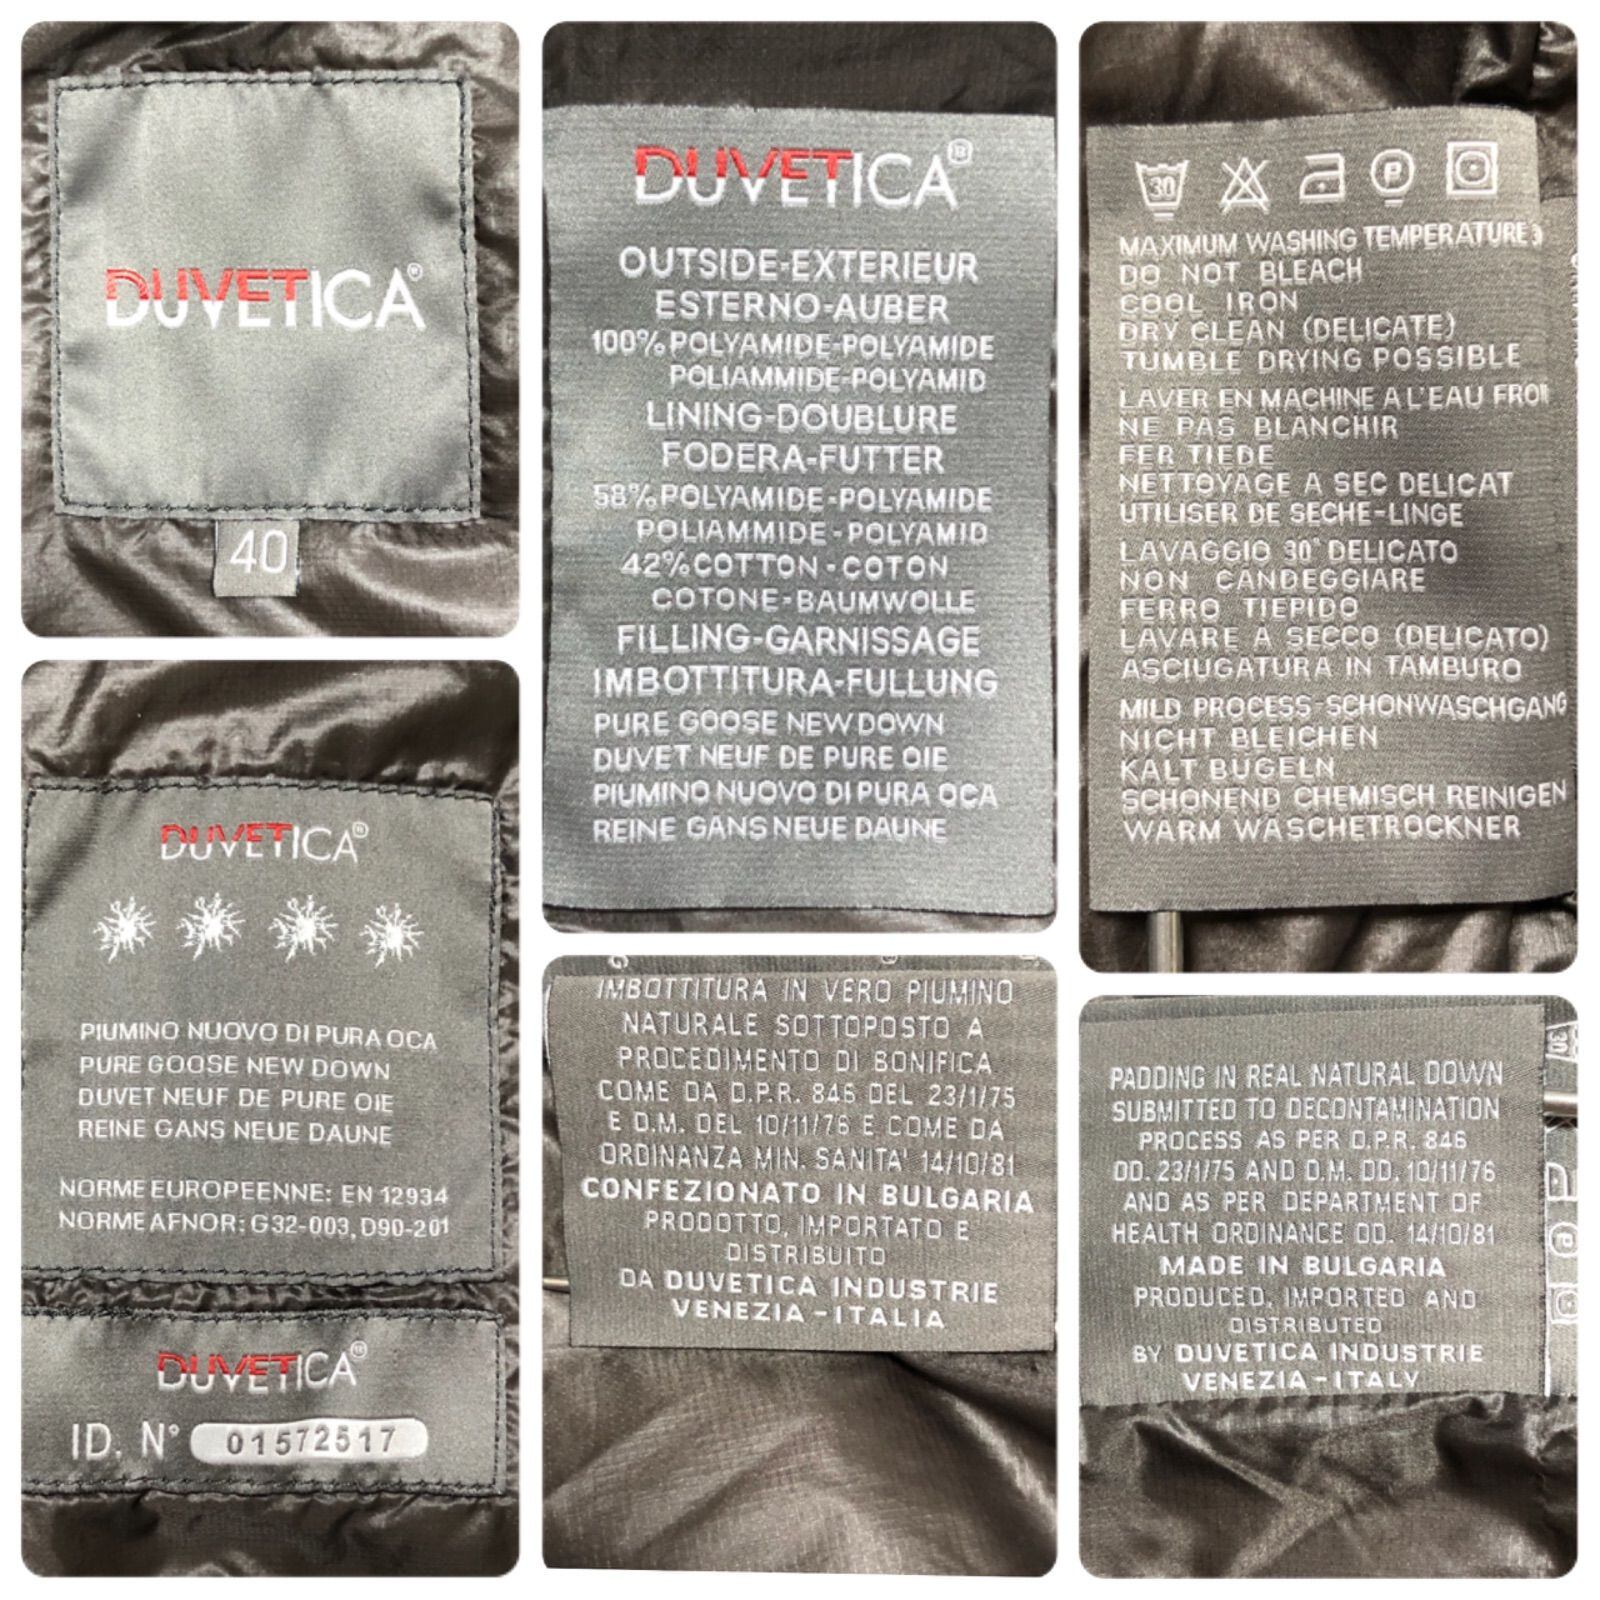 DUVETICA®
40
DUVETICA®
PIUMINO NUOVO DI PURA OCA
PURE GOOSE NEW DOWN
DUVET NEUF DE PURE OIE
REINE GANS NEUE DAUNE
NORME EUROPEENNE: EN 12934
NORME AFNOR: G32-003, D90-201
DUVETICA®
ID. N° 01572517
DUVETICA®
OUTSIDE-EXTERIEUR
ESTERNO-AUBER
100% POLYAMIDE-POLYAMIDE
POLIAMMIDE-POLYAMID
LINING-DOUBLURE
FODERA-FUTTER
58% POLYAMIDE-POLYAMIDE
POLIAMMIDE-POLYAMID
42% COTTON-COTON
COTONE-BAUMWOLLE
FILLING-GARNISSAGE
IMBOTTITURA-FULLUNG
PURE GOOSE NEW DOWN
DUVET NEUF DE PURE OIE
PIUMINO NUOVO DI PURA OCA
REINE GANS NEUE DAUNE
IMBOTTITURA IN VERO PIUMINO
NATURALE SOTTOPOSTO A
PROCEDIMENTO DI BONIFICA
COME DA D.P.R. 846 DEL 23/1/75
E D.M. DEL 10/11/76 E COME DA
ORDINANZA MIN. SANITA' 14/10/81
CONFEZIONATO IN BULGARIA
PRODOTTO, IMPORTATO E
DISTRIBUITO
DA DUVETICA INDUSTRIE
VENEZIA-ITALIA
30 P
MAXIMUM WASHING TEMPERATURE 3
DO NOT BLEACH
COOL IRON
DRY CLEAN (DELICATE)
TUMBLE DRYING POSSIBLE
LAVER EN MACHINE A L'EAU FROI
NE PAS BLANCHIR
FER TIEDE
NETTOYAGE A SEC DELICAT
UTILISER DE SECHE-LINGE
LAVAGGIO 30° DELICATO
NON CANDEGGIARE
FERRO TIEPIDO
LAVARE A SECCO (DELICATO)
ASCIUGATURA IN TAMBURO
MILD PROCESS-SCHONWASCHGANG
NICHT BLEICHEN
KALT BUGELN
SCHONEND CHEMISCH REINIGEN
WARM WASCHETROCKNER
PADDING IN REAL NATURAL DOWN
SUBMITTED TO DECONTAMINATION
PROCESS AS PER D.P.R. 846
DD. 23/1/75 AND D.M. DD. 10/11/76
AND AS PER DEPARTMENT OF
HEALTH ORDINANCE DD. 14/10/81
MADE IN BULGARIA
PRODUCED, IMPORTED AND
DISTRIBUTED
BY DUVETICA INDUSTRIE
VENEZIA-ITALY